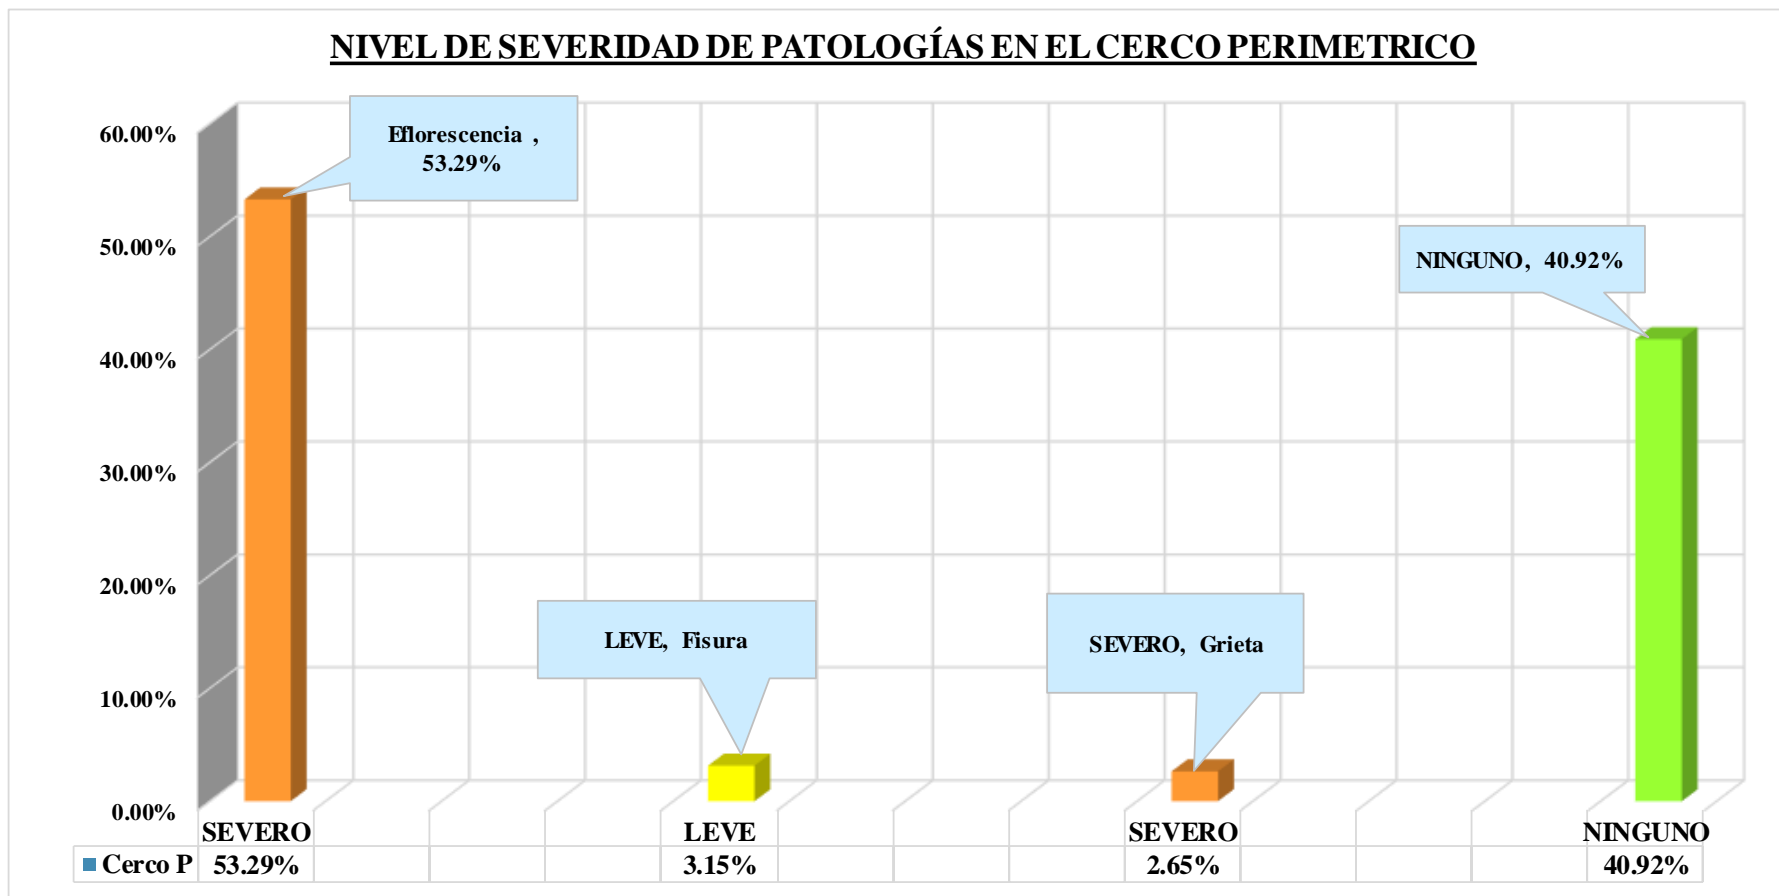 NIVEL DE SEVERIDAD DE PATOLOGÍAS EN EL CERCO PERIMETRICO
Eflorescencia ,
53.29%
NINGUNO, 40.92%
LEVE, Fisura
SEVERO, Grieta
60.00%
50.00%
40.00%
30.00%
20.00%
10.00%
0.00%
SEVERO LEVE SEVERO NINGUNO
Cerco P 53.29% 3.15% 2.65% 40.92%